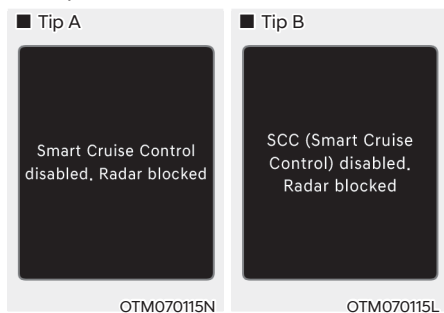 ■ Tip A
Smart Cruise Control
disabled. Radar blocked
OTM070115N
■ Tip B
SCC (Smart Cruise
Control) disabled.
Radar blocked
OTM070115L